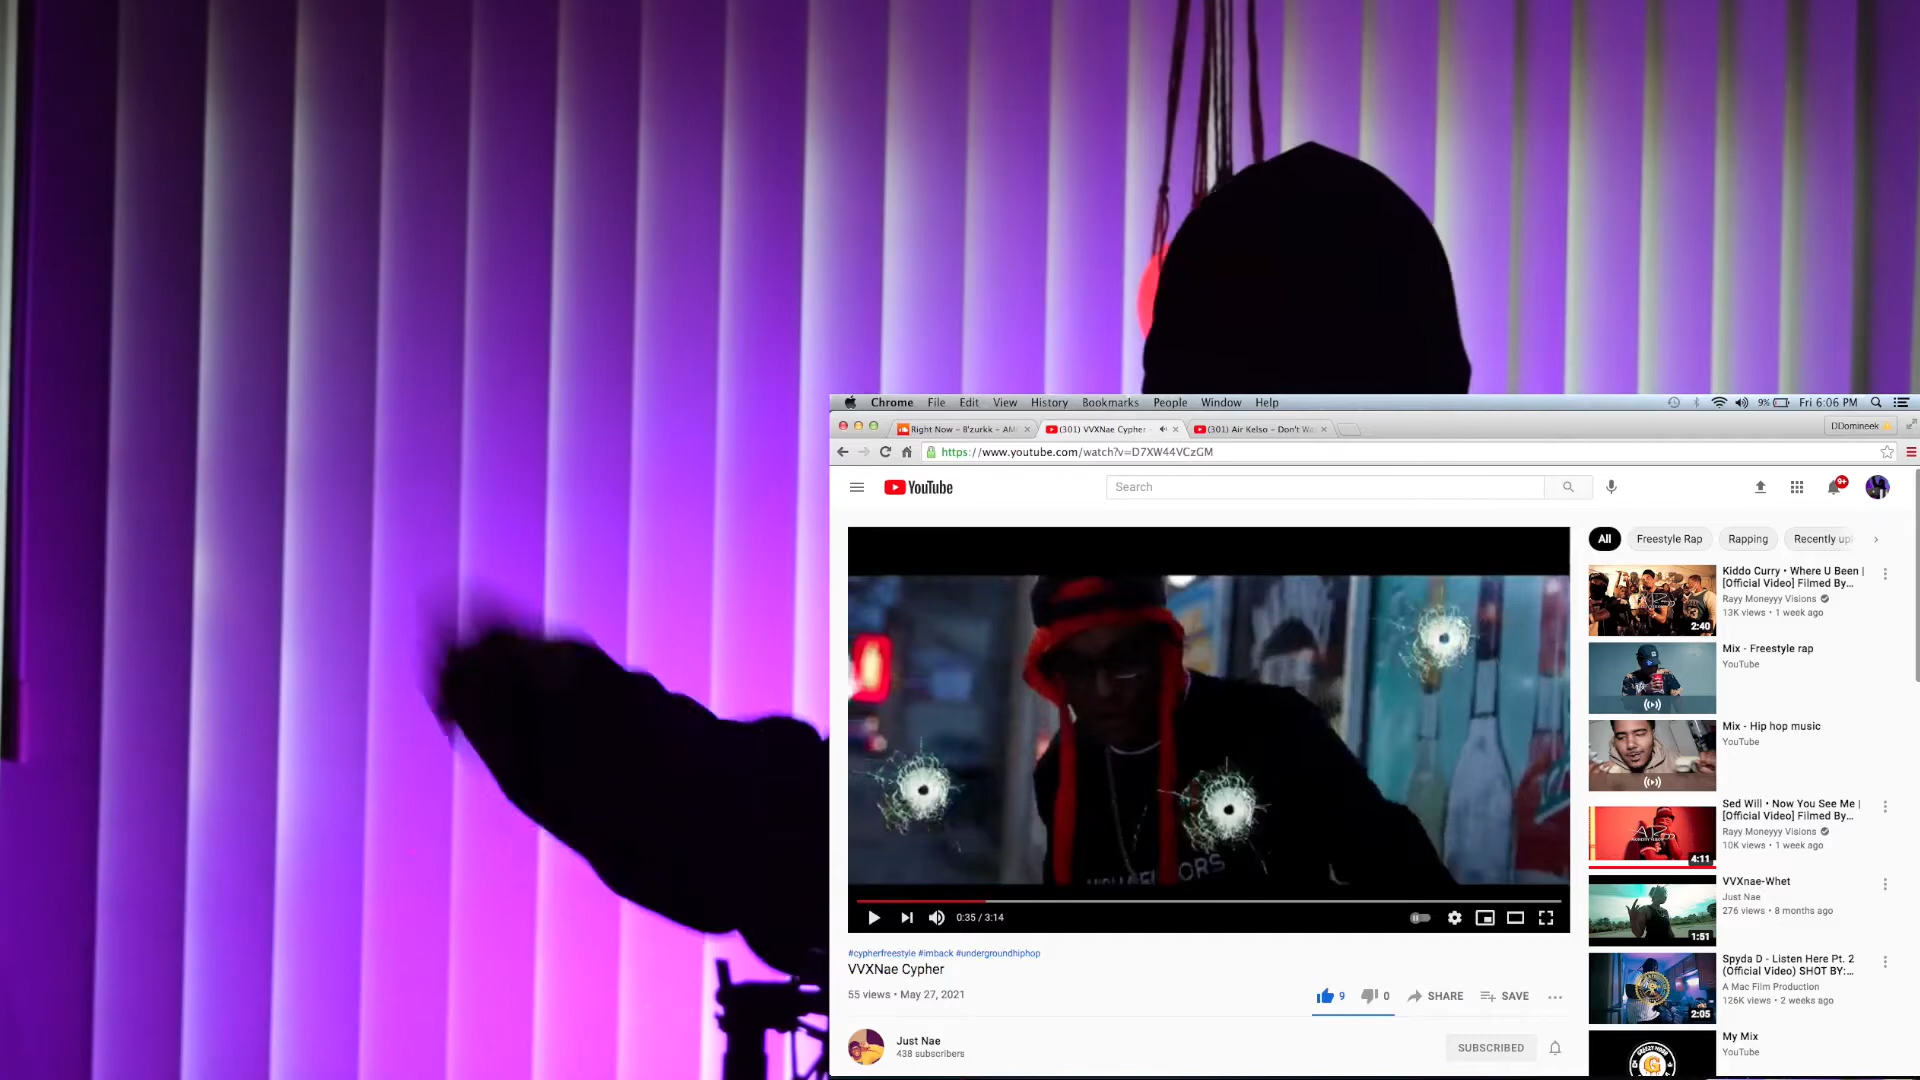 Chrome File Edit View History Bookmarks People Window Help 9% Fri 6:06 PM
Right Now – B'zurkk – AM (301) VVXNae Cypher (301) Air Kelso – Don't Wa DDomineek
https://www.youtube.com/watch?v=D7XW44VCzGM
YouTube Search 9+
All Freestyle Rap Rapping Recently upl
Kiddo Curry • Where U Been |
[Official Video] Filmed By...
Rayy Moneyyy Visions
13K views • 1 week ago
2:40
Mix - Freestyle rap
YouTube
Mix - Hip hop music
YouTube
Sed Will • Now You See Me |
[Official Video] Filmed By...
Rayy Moneyyy Visions
10K views • 1 week ago
4:11
VVXnae-Whet
Just Nae
276 views • 8 months ago
1:51
Spyda D - Listen Here Pt. 2
(Official Video) SHOT BY:...
A Mac Film Production
126K views • 2 weeks ago
2:05
My Mix
YouTube
0:35 / 3:14
#cypherfreestyle #imback #undergroundhiphop
VVXNae Cypher
55 views • May 27, 2021
9 0 SHARE SAVE
Just Nae
438 subscribers
SUBSCRIBED